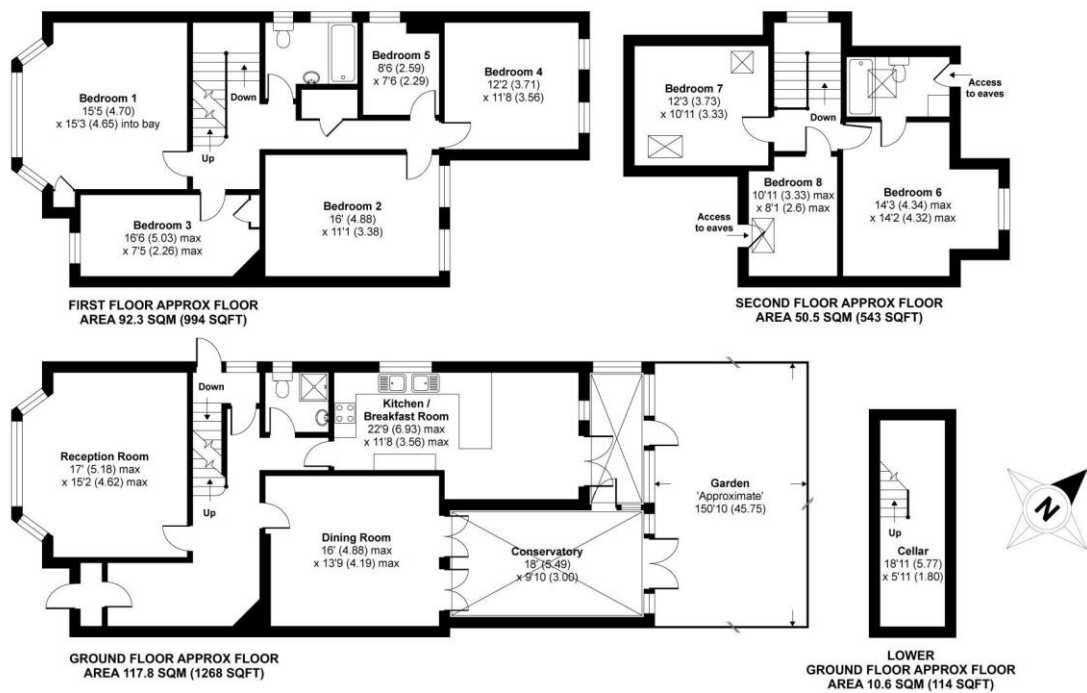 Bedroom 1
15'5 (4.70)
x 15'3 (4.65) into bay
Down
Up
Bedroom 5
8'6 (2.59)
x 7'6 (2.29)
Bedroom 4
12'2 (3.71)
x 11'8 (3.56)
Bedroom 3
16'6 (5.03) max
x 7'5 (2.26) max
Bedroom 2
16' (4.88)
x 11'1 (3.38)
FIRST FLOOR APPROX FLOOR
AREA 92.3 SQM (994 SQFT)
Bedroom 7
12'3 (3.73)
x 10'11 (3.33)
Down
Access
to eaves
Bedroom 8
10'11 (3.33) max
x 8'1 (2.6) max
Access
to eaves
Bedroom 6
14'3 (4.34) max
x 14'2 (4.32) max
SECOND FLOOR APPROX FLOOR
AREA 50.5 SQM (543 SQFT)
Down
Reception Room
17' (5.18) max
x 15'2 (4.62) max
Up
Kitchen /
Breakfast Room
22'9 (6.93) max
x 11'8 (3.56) max
Dining Room
16' (4.88) max
x 13'9 (4.19) max
Conservatory
18' (5.49)
x 9'10 (3.00)
Garden
'Approximate'
150'10 (45.75)
GROUND FLOOR APPROX FLOOR
AREA 117.8 SQM (1268 SQFT)
Up
Cellar
18'11 (5.77)
x 5'11 (1.80)
LOWER
GROUND FLOOR APPROX FLOOR
AREA 10.6 SQM (114 SQFT)
N